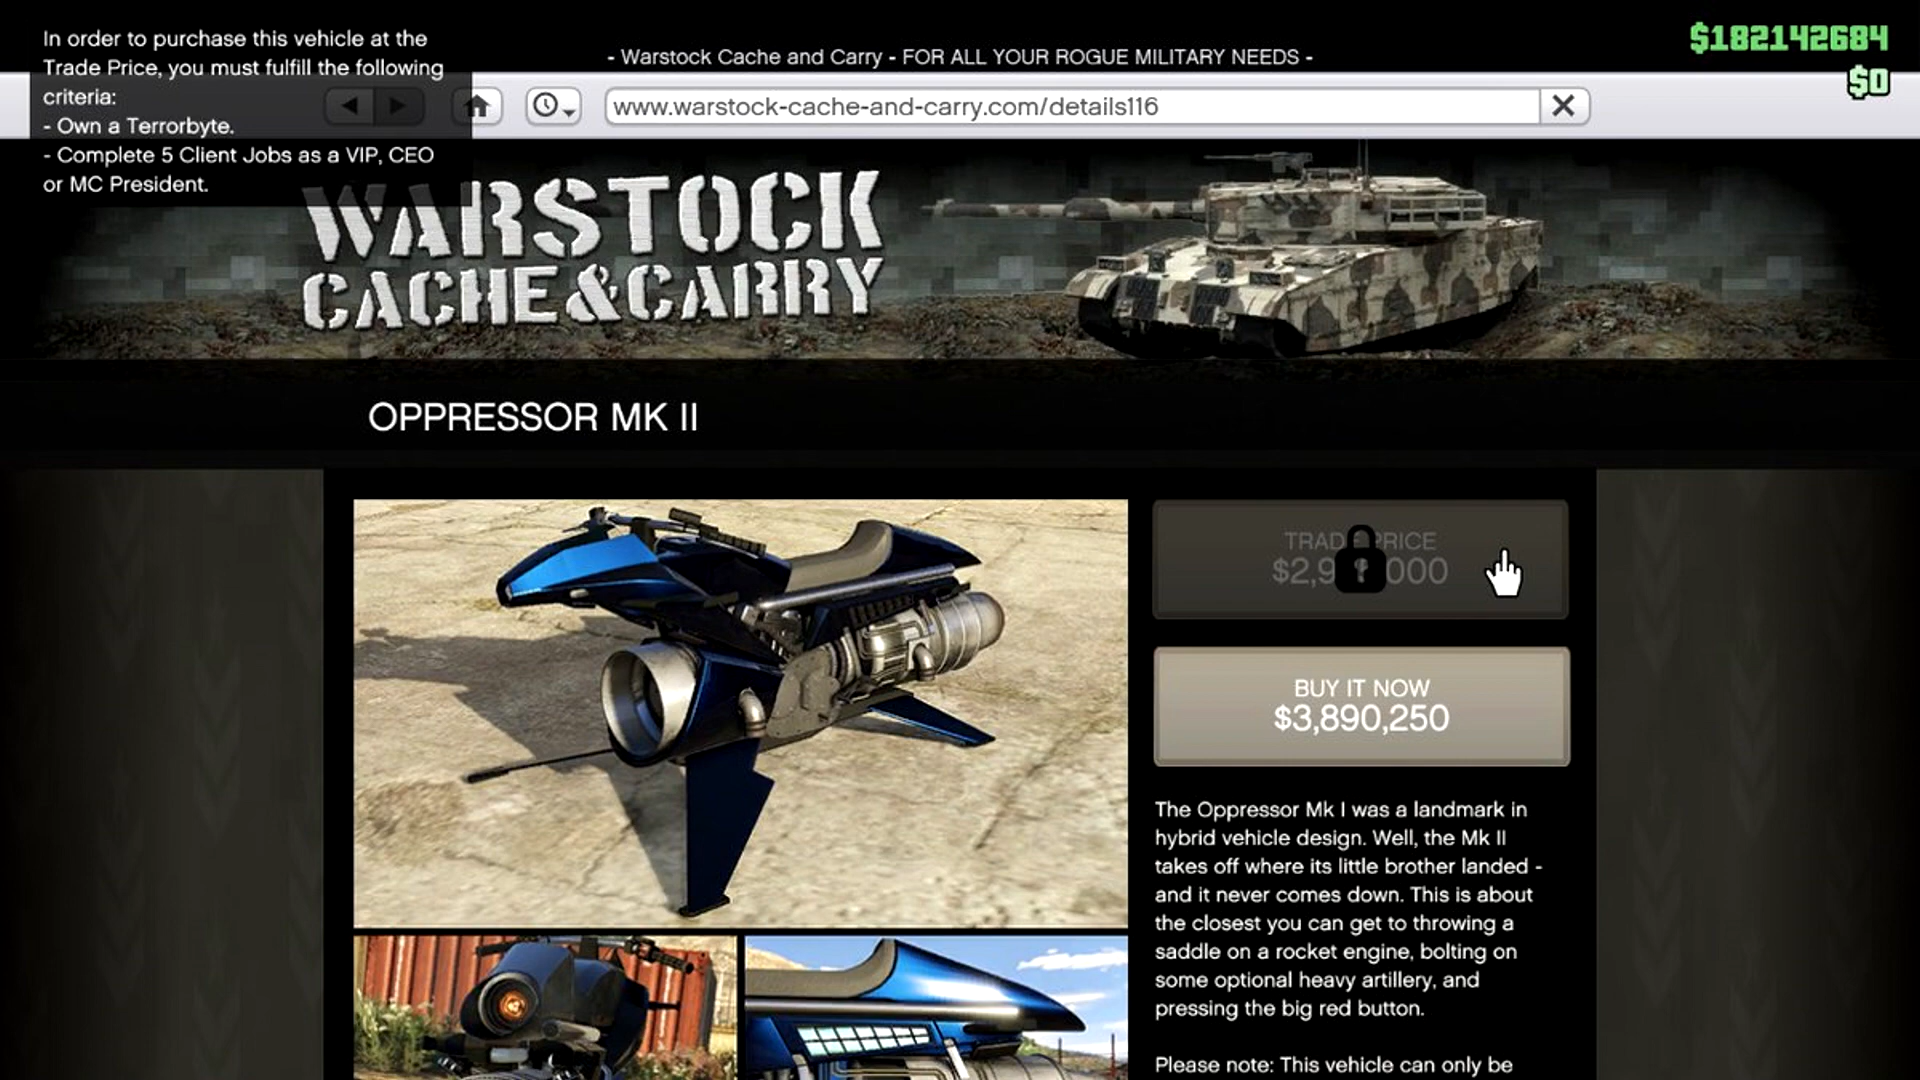 In order to purchase this vehicle at the
Trade Price, you must fulfill the following
criteria:
- Own a Terrorbyte.
- Complete 5 Client Jobs as a VIP, CEO
or MC President.
- Warstock Cache and Carry - FOR ALL YOUR ROGUE MILITARY NEEDS -
$182142684
$0
www.warstock-cache-and-carry.com/details116
WARSTOCK
CACHE&CARRY
OPPRESSOR MK II
TRADE PRICE
BUY IT NOW
$3,890,250
The Oppressor Mk I was a landmark in
hybrid vehicle design. Well, the Mk II
takes off where its little brother landed -
and it never comes down. This is about
the closest you can get to throwing a
saddle on a rocket engine, bolting on
some optional heavy artillery, and
pressing the big red button.
Please note: This vehicle can only be